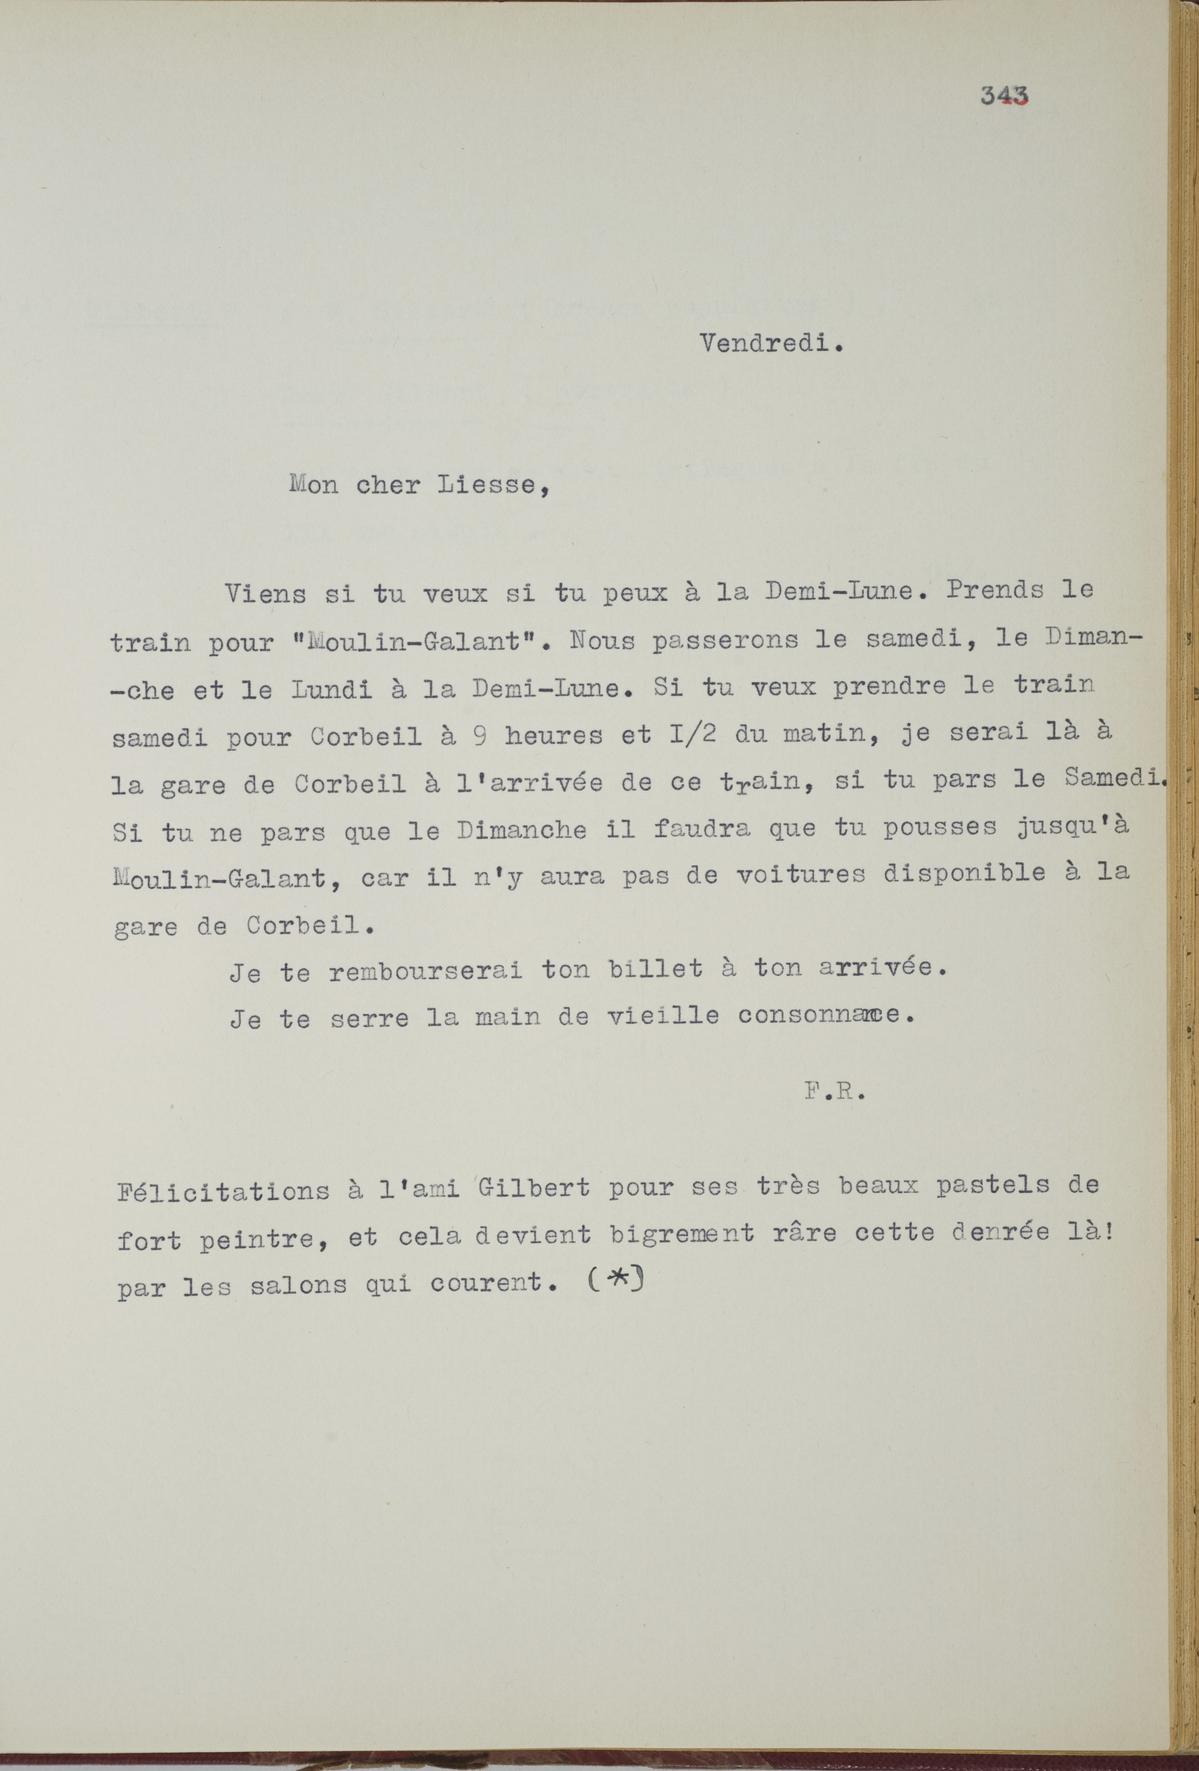 343
Vendredi.
Mon cher Liesse,
Viens si tu veux si tu peux à la Demi-Lune. Prends le
train pour "Moulin-Galant". Nous passerons le samedi, le Diman-
-che et le Lundi à la Demi-Lune. Si tu veux prendre le train
samedi pour Corbeil à 9 heures et I/2 du matin, je serai là à
la gare de Corbeil à l'arrivée de ce train, si tu pars le Samedi.
Si tu ne pars que le Dimanche il faudra que tu pousses jusqu'à
Moulin-Galant, car il n'y aura pas de voitures disponible à la
gare de Corbeil.
Je te rembourserai ton billet à ton arrivée.
Je te serre la main de vieille
F.R.
Félicitations à l'ami Gilbert pour ses très beaux pastels de
fort peintre, et cela devient bigrement râre cette denrée là!
par les salons qui courent. (*)